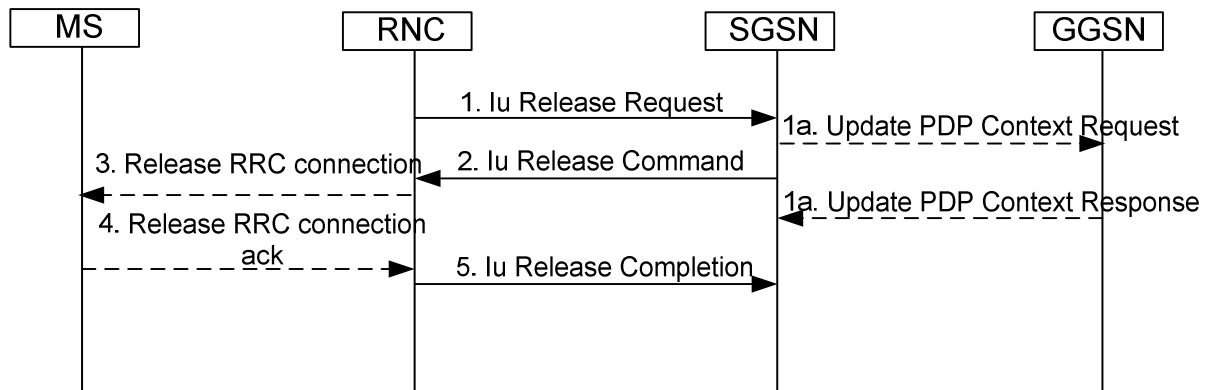 MS
RNC
SGSN
GGSN
1. Iu Release Request
1a. Update PDP Context Request
3. Release RRC connection
2. Iu Release Command
1a. Update PDP Context Response
4. Release RRC connection
ack
5. Iu Release Completion